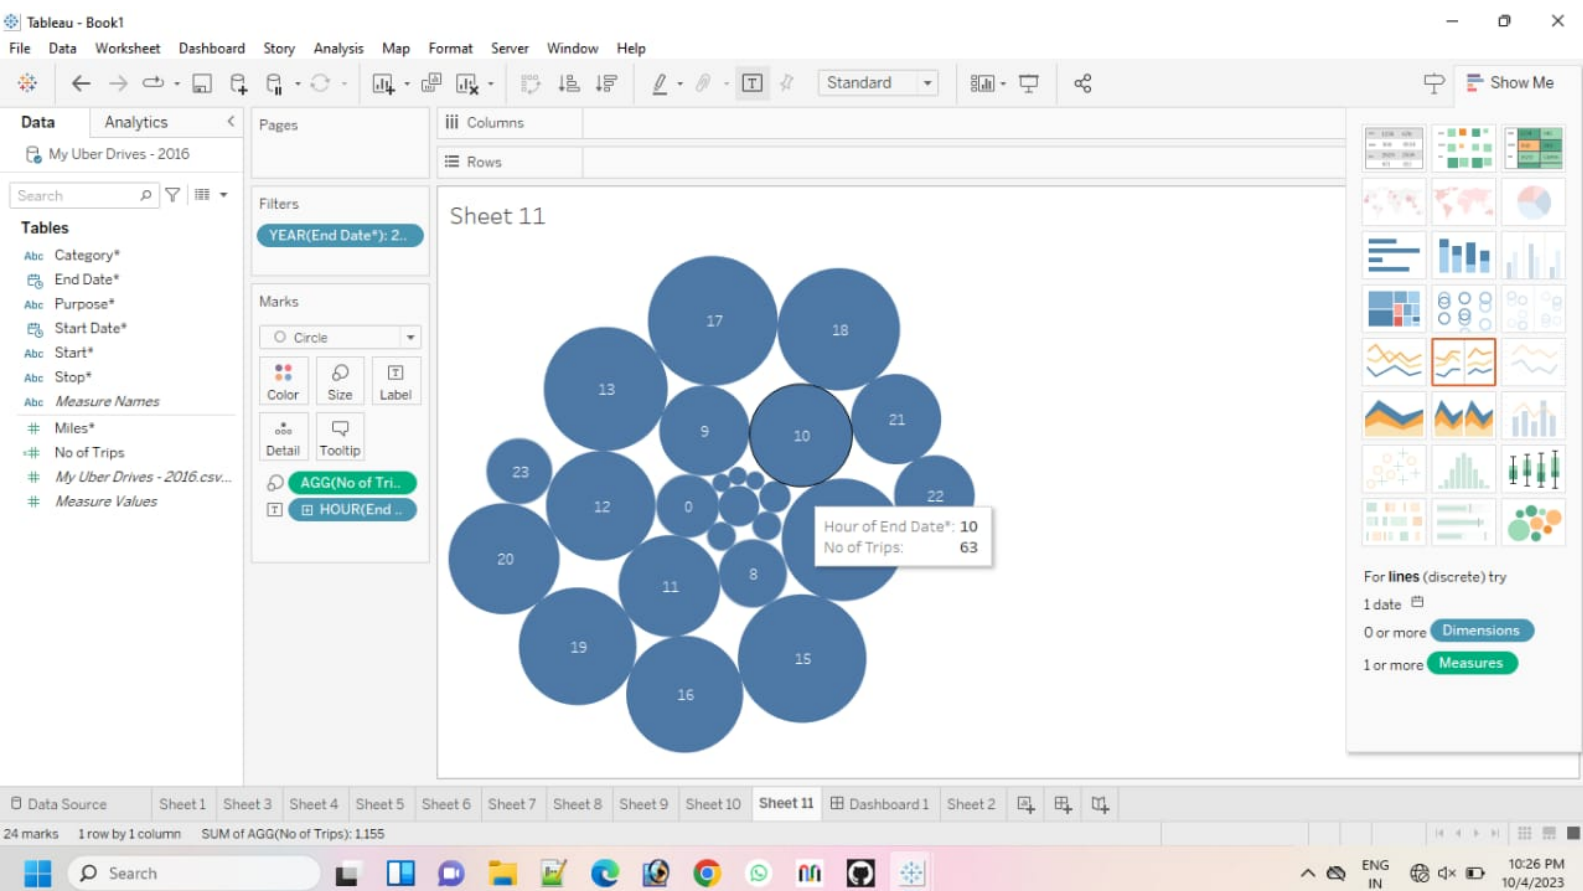 Tableau - Book1
File Data Worksheet Dashboard Story Analysis Map Format Server Window Help
Standard
Show Me
Data Analytics
My Uber Drives - 2016
Search
Tables
Abc Category*
End Date*
Abc Purpose*
Start Date*
Abc Start*
Abc Stop*
Abc Measure Names
# Miles*
# No of Trips
# My Uber Drives - 2016.csv...
# Measure Values
Pages
Filters
YEAR(End Date*): 2..
Marks
Circle
Color Size Label
Detail Tooltip
AGG(No of Tri..
HOUR(End ..
Columns
Rows
Sheet 11
17
18
13
9
10
21
23
12
0
22
20
11
8
19
15
16
Hour of End Date*: 10
No of Trips: 63
For lines (discrete) try
1 date
0 or more Dimensions
1 or more Measures
Data Source Sheet 1 Sheet 3 Sheet 4 Sheet 5 Sheet 6 Sheet 7 Sheet 8 Sheet 9 Sheet 10 Sheet 11 Dashboard 1 Sheet 2
24 marks 1 row by 1 column SUM of AGG(No of Trips): 1,155
Search
ENG
IN
10:26 PM
10/4/2023